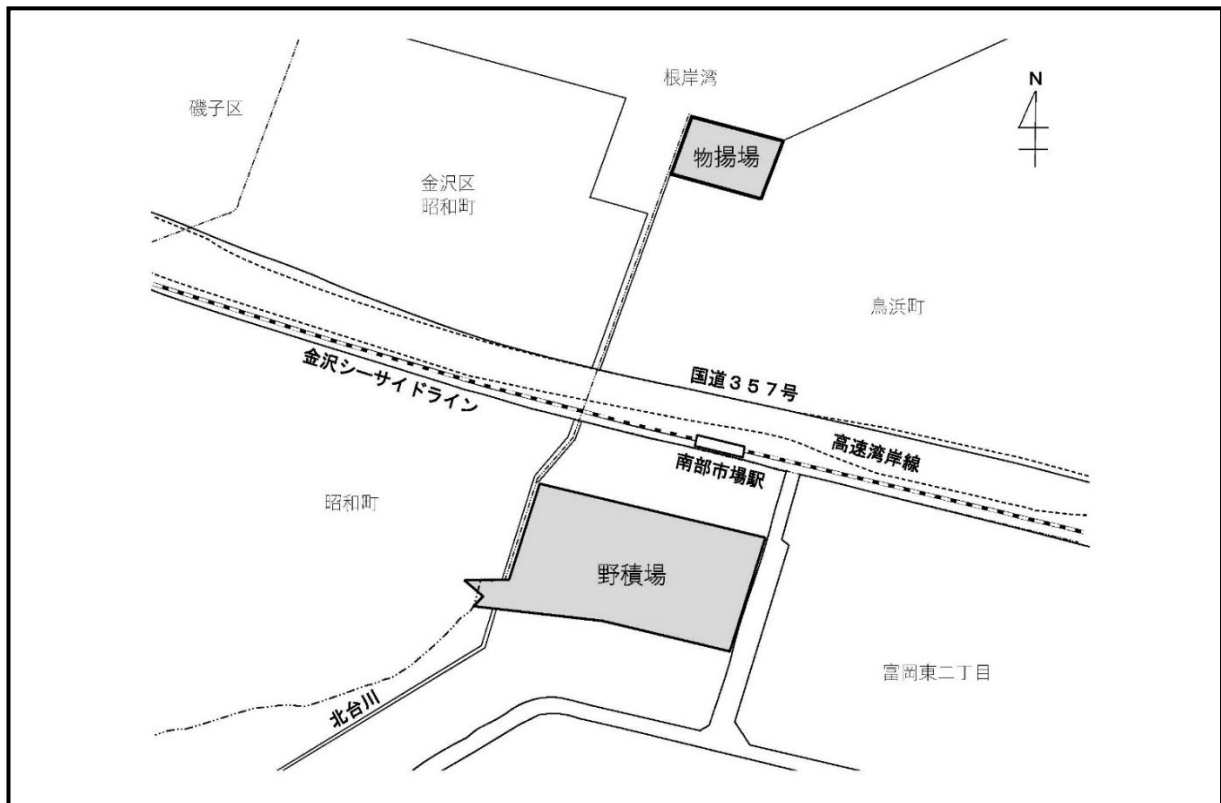 根岸湾
N
磯子区
物揚場
金沢区
昭和町
鳥浜町
金沢シーサイドライン
国道357号
高速湾岸線
南部市場駅
昭和町
野積場
富岡東二丁目
北台川